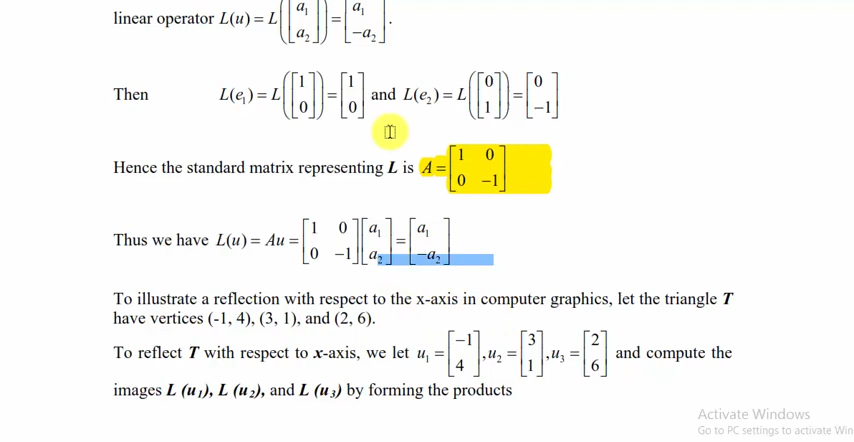 linear operator L(u) = L([a₁ a₂]) = [a₁ −a₂].
Then L(e₁) = L([1 0]) = [1 0] and L(e₂) = L([0 1]) = [0 −1]
Hence the standard matrix representing L is A = [1 0 0 −1]
Thus we have L(u) = Au = [1 0 0 −1][a₁ a₂] = [a₁ −a₂]
To illustrate a reflection with respect to the x-axis in computer graphics, let the triangle T
have vertices (-1, 4), (3, 1), and (2, 6).
To reflect T with respect to x-axis, we let u₁ = [−1 4], u₂ = [3 1], u₃ = [2 6] and compute the
images L (u₁), L (u₂), and L (u₃) by forming the products
Activate Windows
Go to PC settings to activate Win